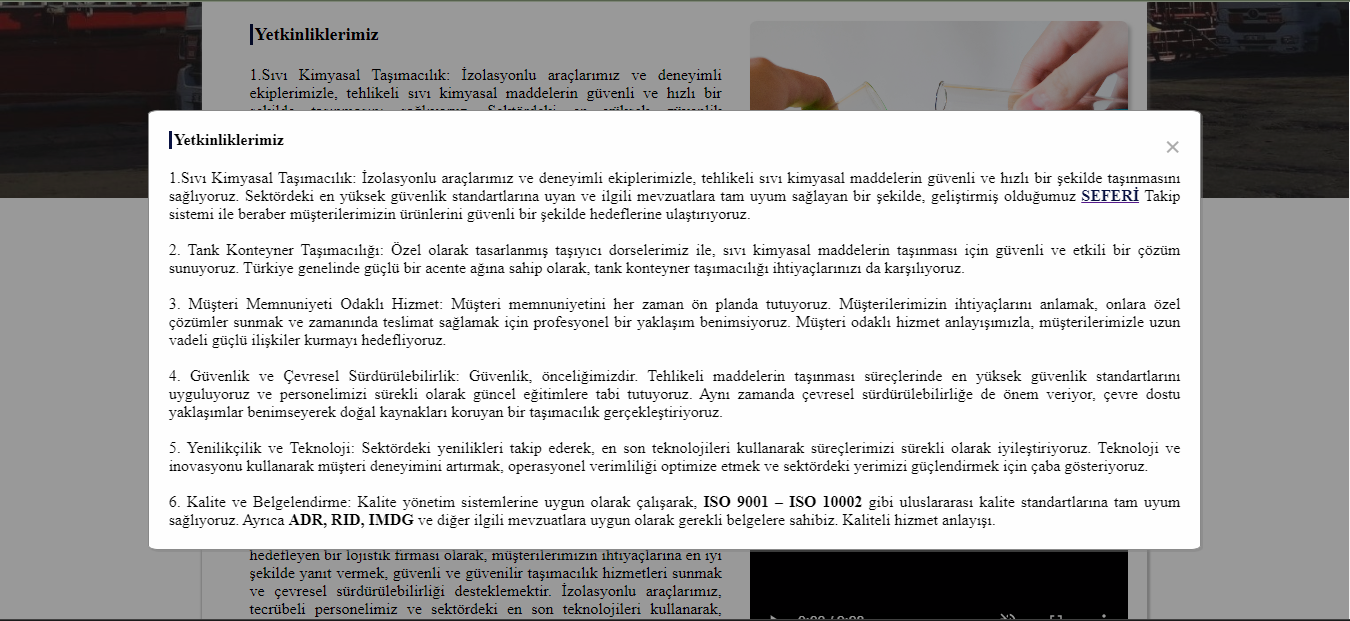 Yetkinliklerimiz
1.Sıvı Kimyasal Taşımacılık: İzolasyonlu araçlarımız ve deneyimli
ekiplerimizle, tehlikeli sıvı kimyasal maddelerin güvenli ve hızlı bir
Yetkinliklerimiz
×
1.Sıvı Kimyasal Taşımacılık: İzolasyonlu araçlarımız ve deneyimli ekiplerimizle, tehlikeli sıvı kimyasal maddelerin güvenli ve hızlı bir şekilde taşınmasını
sağlıyoruz. Sektördeki en yüksek güvenlik standartlarına uyan ve ilgili mevzuatlara tam uyum sağlayan bir şekilde, geliştirmiş olduğumuz SEFERİ Takip
sistemi ile beraber müşterilerimizin ürünlerini güvenli bir şekilde hedeflerine ulaştırıyoruz.
2. Tank Konteyner Taşımacılığı: Özel olarak tasarlanmış taşıyıcı dorselerimiz ile, sıvı kimyasal maddelerin taşınması için güvenli ve etkili bir çözüm
sunuyoruz. Türkiye genelinde güçlü bir acente ağına sahip olarak, tank konteyner taşımacılığı ihtiyaçlarınızı da karşılıyoruz.
3. Müşteri Memnuniyeti Odaklı Hizmet: Müşteri memnuniyetini her zaman ön planda tutuyoruz. Müşterilerimizin ihtiyaçlarını anlamak, onlara özel
çözümler sunmak ve zamanında teslimat sağlamak için profesyonel bir yaklaşım benimsiyoruz. Müşteri odaklı hizmet anlayışımızla, müşterilerimizle uzun
vadeli güçlü ilişkiler kurmayı hedefliyoruz.
4. Güvenlik ve Çevresel Sürdürülebilirlik: Güvenlik, önceliğimizdir. Tehlikeli maddelerin taşınması süreçlerinde en yüksek güvenlik standartlarını
uyguluyoruz ve personelimizi sürekli olarak güncel eğitimlere tabi tutuyoruz. Aynı zamanda çevresel sürdürülebilirliğe de önem veriyor, çevre dostu
yaklaşımlar benimseyerek doğal kaynakları koruyan bir taşımacılık gerçekleştiriyoruz.
5. Yenilikçilik ve Teknoloji: Sektördeki yenilikleri takip ederek, en son teknolojileri kullanarak süreçlerimizi sürekli olarak iyileştiriyoruz. Teknoloji ve
inovasyonu kullanarak müşteri deneyimini artırmak, operasyonel verimliliği optimize etmek ve sektördeki yerimizi güçlendirmek için çaba gösteriyoruz.
6. Kalite ve Belgelendirme: Kalite yönetim sistemlerine uygun olarak çalışarak, ISO 9001 – ISO 10002 gibi uluslararası kalite standartlarına tam uyum
sağlıyoruz. Ayrıca ADR, RID, IMDG ve diğer ilgili mevzuatlara uygun olarak gerekli belgelere sahibiz. Kaliteli hizmet anlayışı.
hedefleyen bir lojistik firması olarak, müşterilerimizin ihtiyaçlarına en iyi
şekilde yanıt vermek, güvenli ve güvenilir taşımacılık hizmetleri sunmak
ve çevresel sürdürülebilirliği desteklemektir. İzolasyonlu araçlarımız,
tecrübeli personelimiz ve sektördeki en son teknolojileri kullanarak,